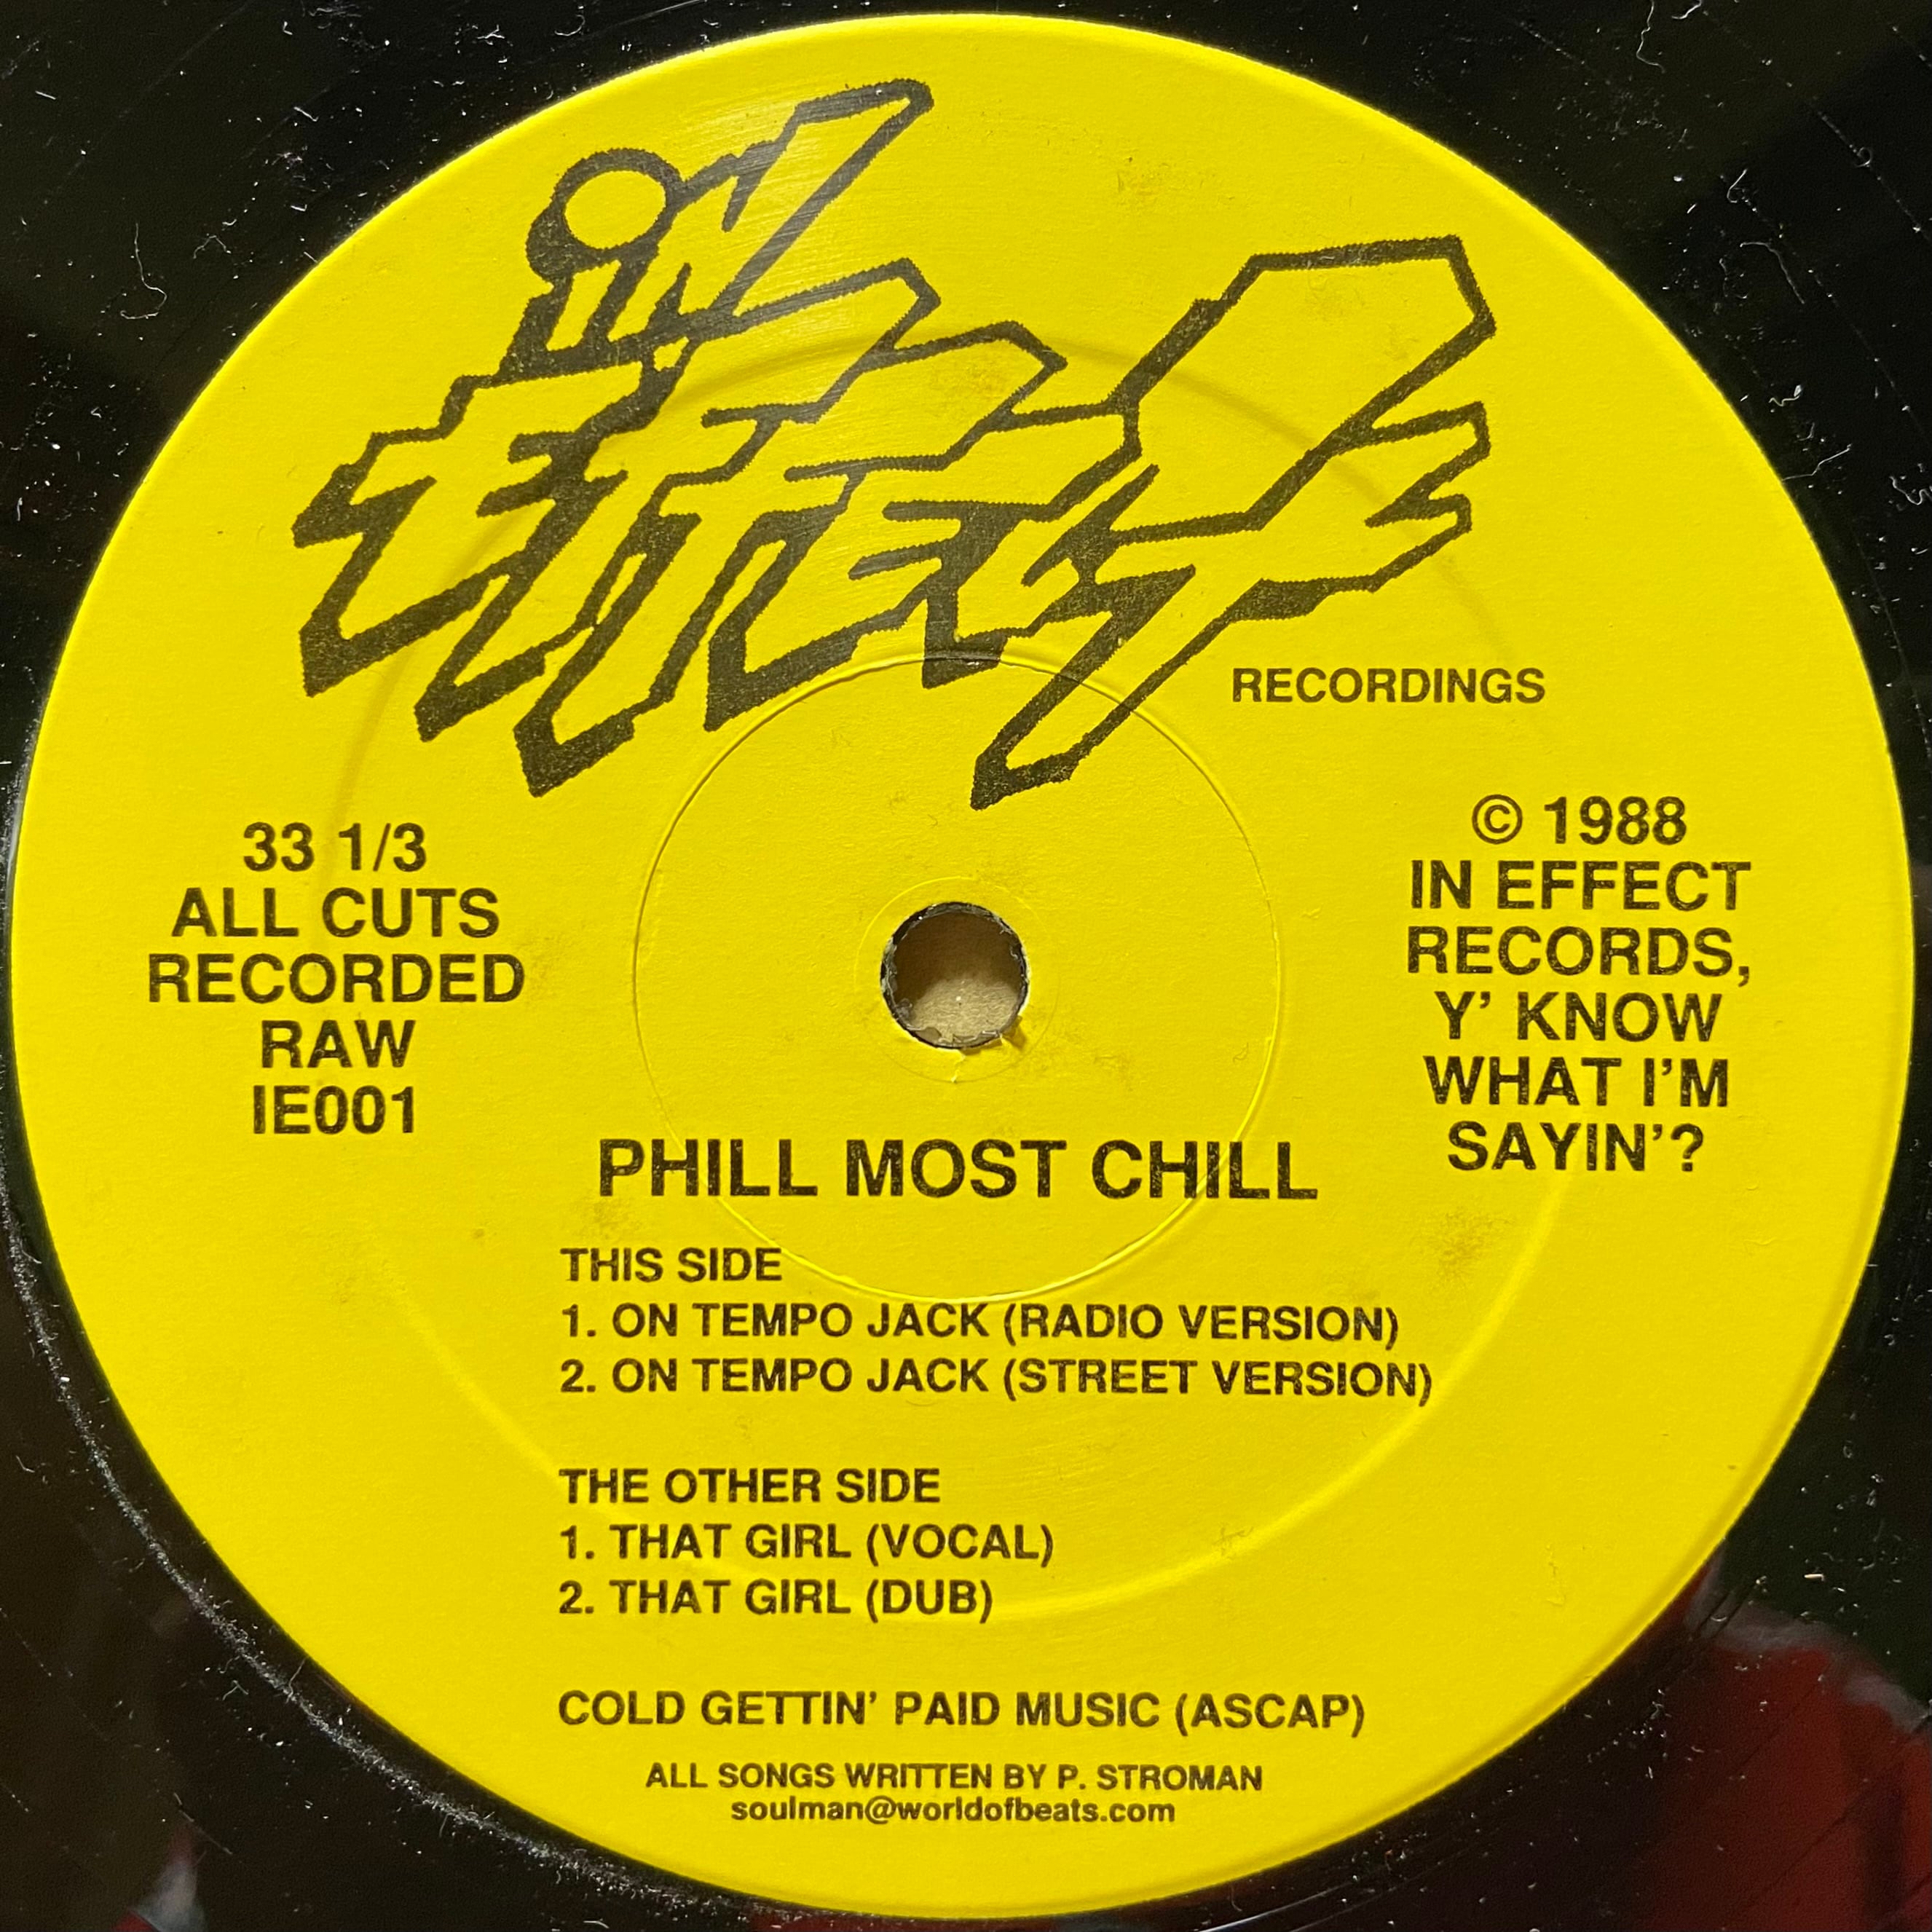 IN
EFFECT
RECORDINGS
33 1/3
ALL CUTS
RECORDED
RAW
IE001
© 1988
IN EFFECT
RECORDS,
Y' KNOW
WHAT I'M
SAYIN'?
PHILL MOST CHILL
THIS SIDE
1. ON TEMPO JACK (RADIO VERSION)
2. ON TEMPO JACK (STREET VERSION)
THE OTHER SIDE
1. THAT GIRL (VOCAL)
2. THAT GIRL (DUB)
COLD GETTIN' PAID MUSIC (ASCAP)
ALL SONGS WRITTEN BY P. STROMAN
soulman@worldofbeats.com